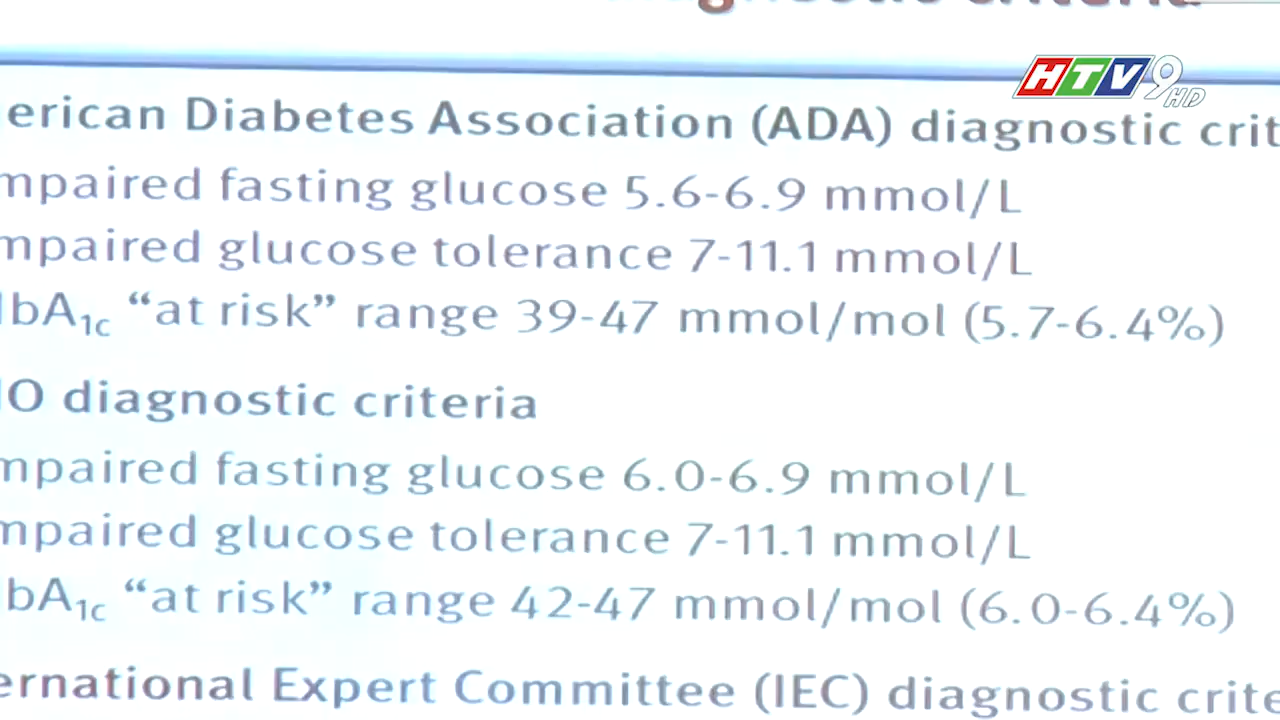 agnostic criteria
HTV9 HD
erican Diabetes Association (ADA) diagnostic crit
mpaired fasting glucose 5.6-6.9 mmol/L
mpaired glucose tolerance 7-11.1 mmol/L
bA1c “at risk” range 39-47 mmol/mol (5.7-6.4%)
O diagnostic criteria
mpaired fasting glucose 6.0-6.9 mmol/L
mpaired glucose tolerance 7-11.1 mmol/L
bA1c “at risk” range 42-47 mmol/mol (6.0-6.4%)
ernational Expert Committee (IEC) diagnostic crite